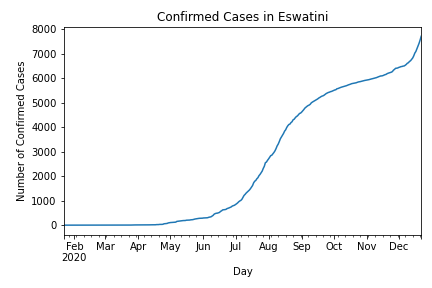 Confirmed Cases in Eswatini
8000
7000
6000
5000
4000
3000
2000
1000
0
Number of Confirmed Cases
Feb Mar Apr May Jun Jul Aug Sep Oct Nov Dec
2020
Day